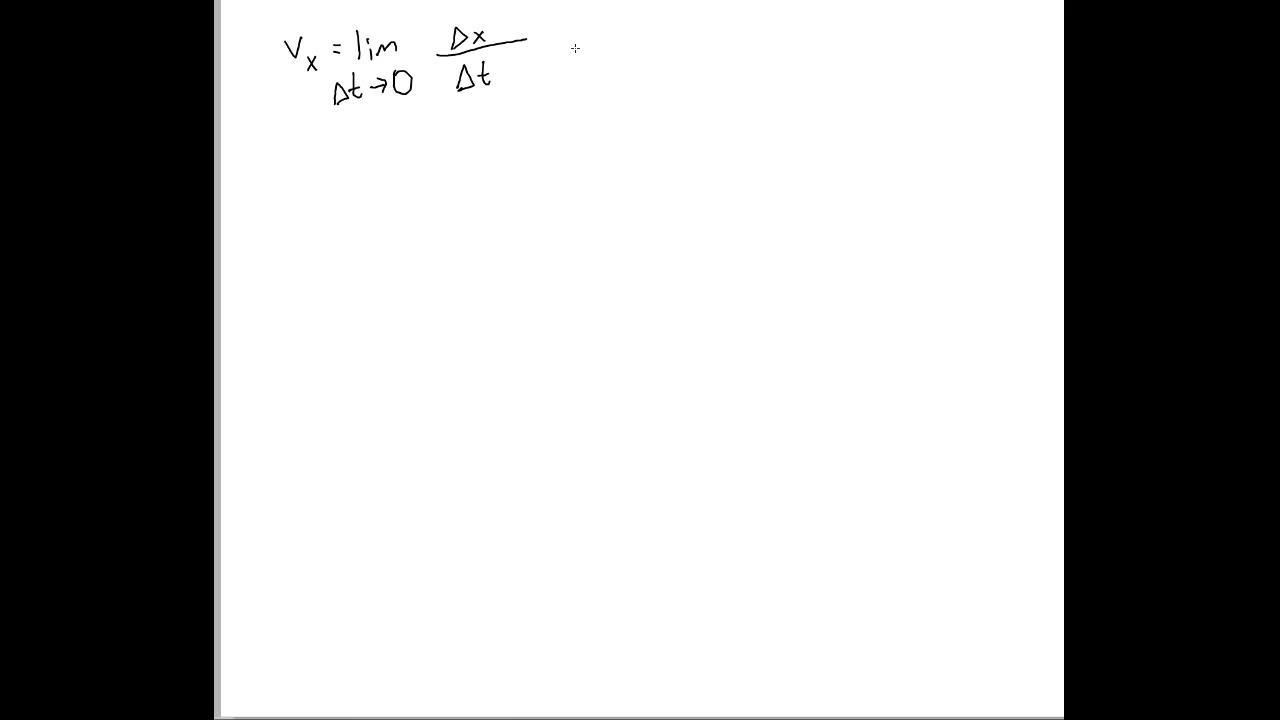 Vₓ = lim Δx / Δt
Δt → 0